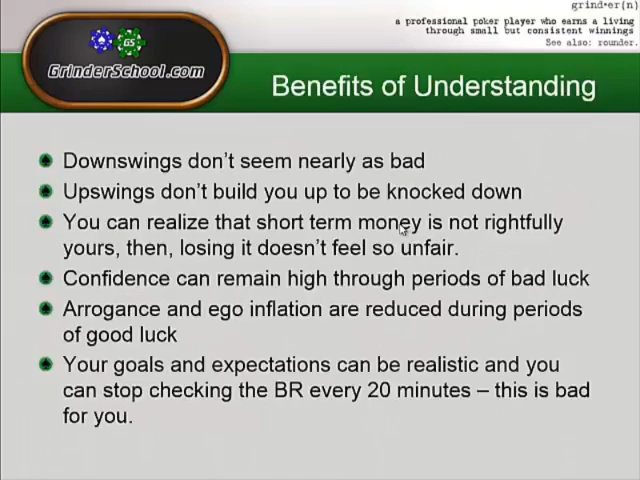 grind•er(n)
a professional poker player who earns a living
through small but consistent winnings
See also: rounder.
GS
GrinderSchool.com
Benefits of Understanding
Downswings don't seem nearly as bad
Upswings don't build you up to be knocked down
You can realize that short term money is not rightfully
yours, then, losing it doesn't feel so unfair.
Confidence can remain high through periods of bad luck
Arrogance and ego inflation are reduced during periods
of good luck
Your goals and expectations can be realistic and you
can stop checking the BR every 20 minutes – this is bad
for you.